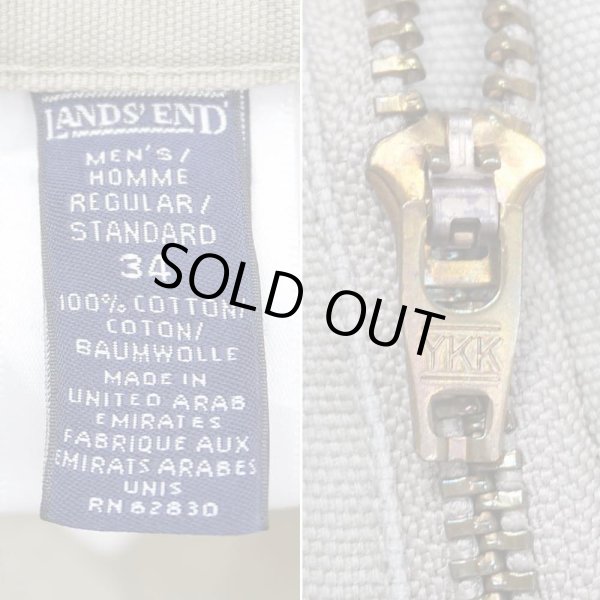 LANDS' END
MEN'S/
HOMME
REGULAR/
STANDARD
34
100% COTTON/
COTON/
BAUMWOLLE
MADE IN
UNITED ARAB
EMIRATES
FABRIQUE AUX
EMIRATS ARABES
UNIS
RN 62830
SOLD OUT
YKK